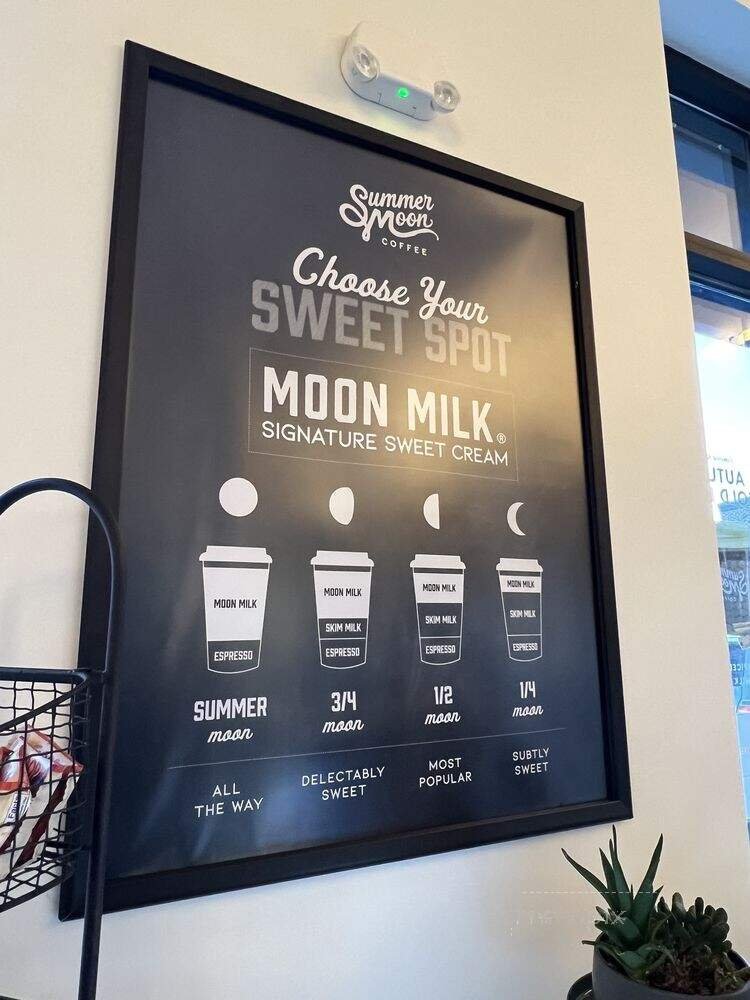 Summer
Moon
COFFEE
Choose Your
SWEET SPOT
MOON MILK®
SIGNATURE SWEET CREAM
MOON MILK
ESPRESSO
MOON MILK
SKIM MILK
ESPRESSO
MOON MILK
SKIM MILK
ESPRESSO
MOON MILK
SKIM MILK
ESPRESSO
SUMMER
moon
3/4
moon
1/2
moon
1/4
moon
ALL
THE WAY
DELECTABLY
SWEET
MOST
POPULAR
SUBTLY
SWEET